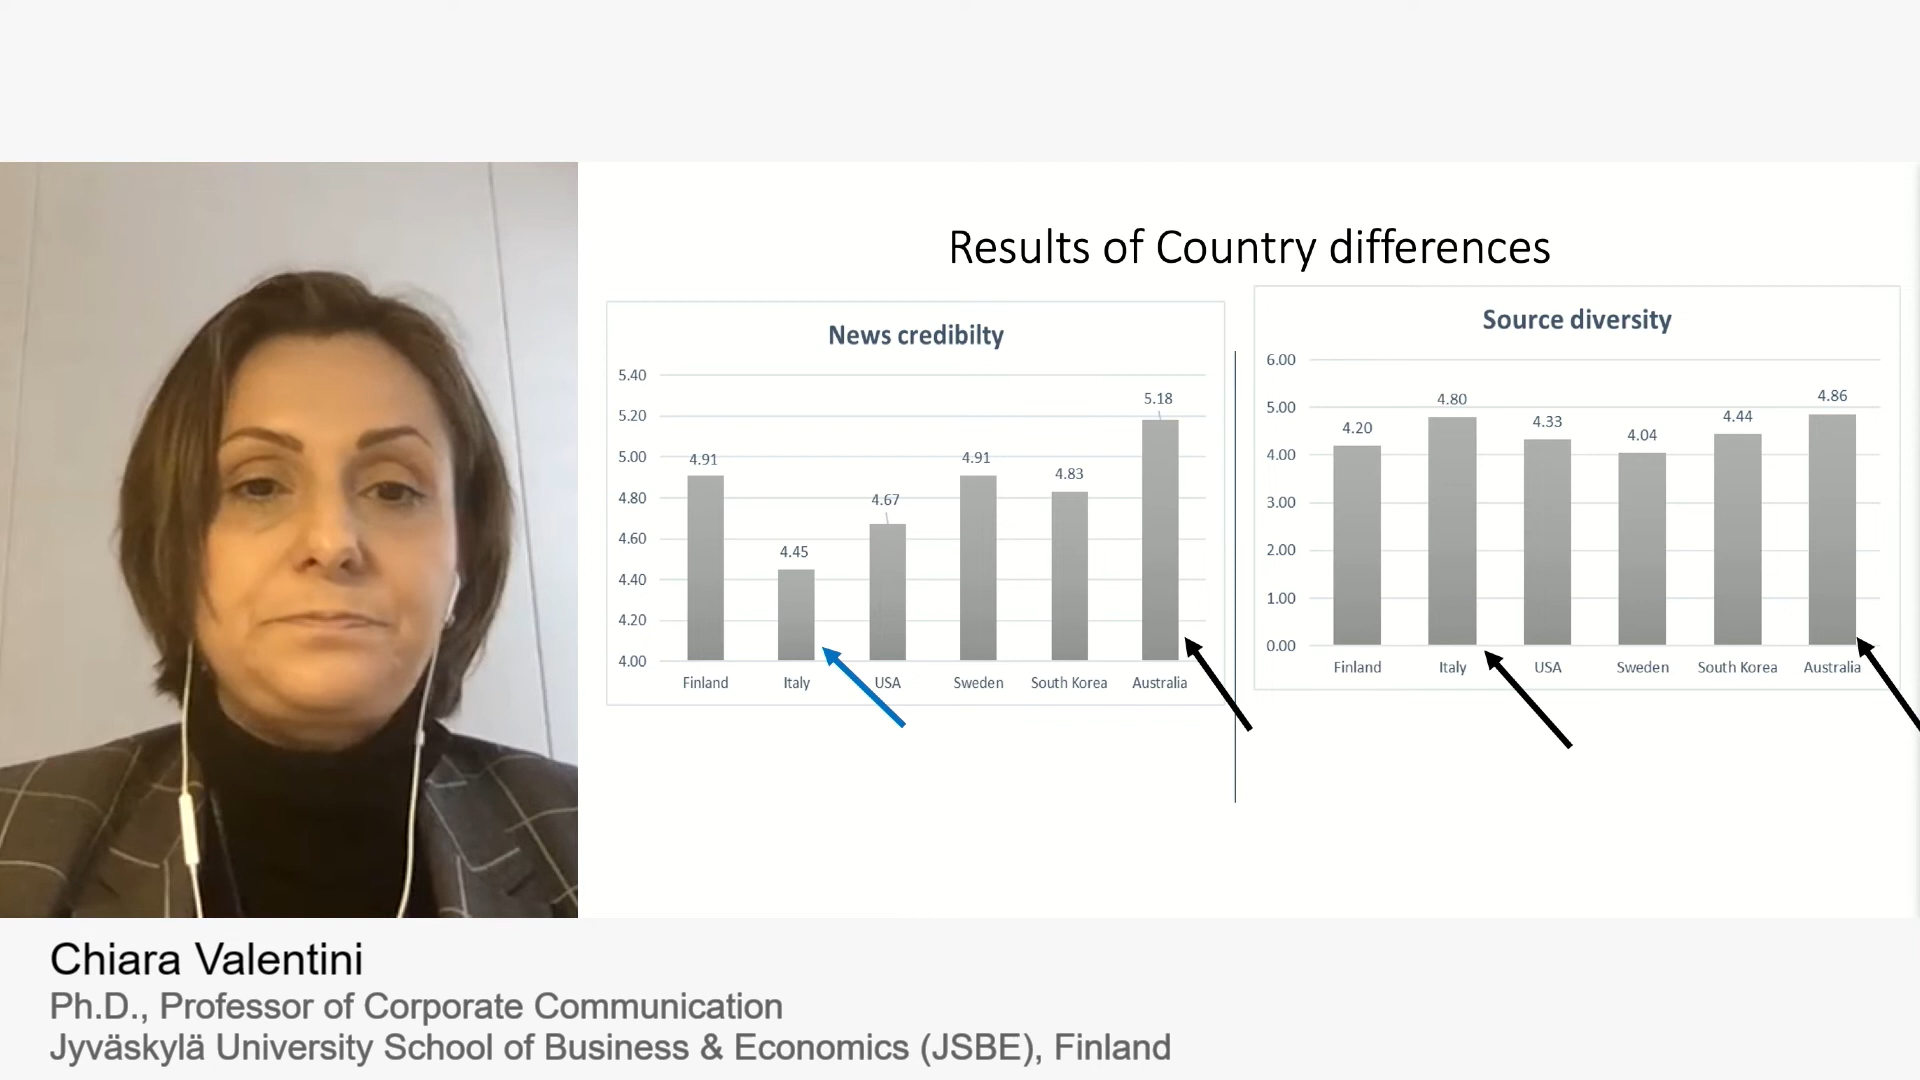 Results of Country differences
News credibilty
5.40
5.20
5.00
4.80
4.60
4.40
4.20
4.00
4.91
4.45
4.67
4.91
4.83
5.18
Finland
Italy
USA
Sweden
South Korea
Australia
Source diversity
6.00
5.00
4.00
3.00
2.00
1.00
0.00
4.20
4.80
4.33
4.04
4.44
4.86
Finland
Italy
USA
Sweden
South Korea
Australia
Chiara Valentini
Ph.D., Professor of Corporate Communication
Jyväskylä University School of Business & Economics (JSBE), Finland